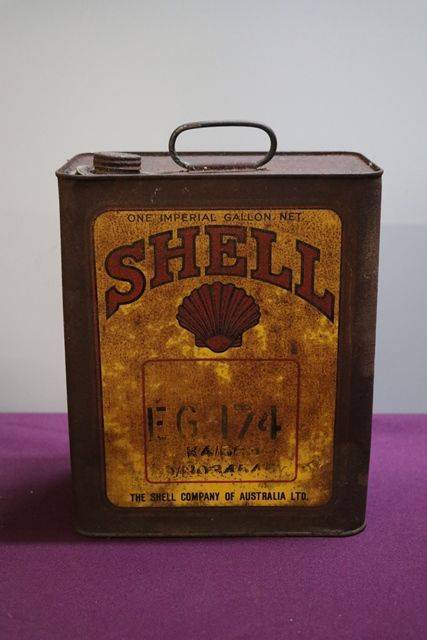 ONE IMPERIAL GALLON NET.
SHELL
EG 174
THE SHELL COMPANY OF AUSTRALIA LTD.